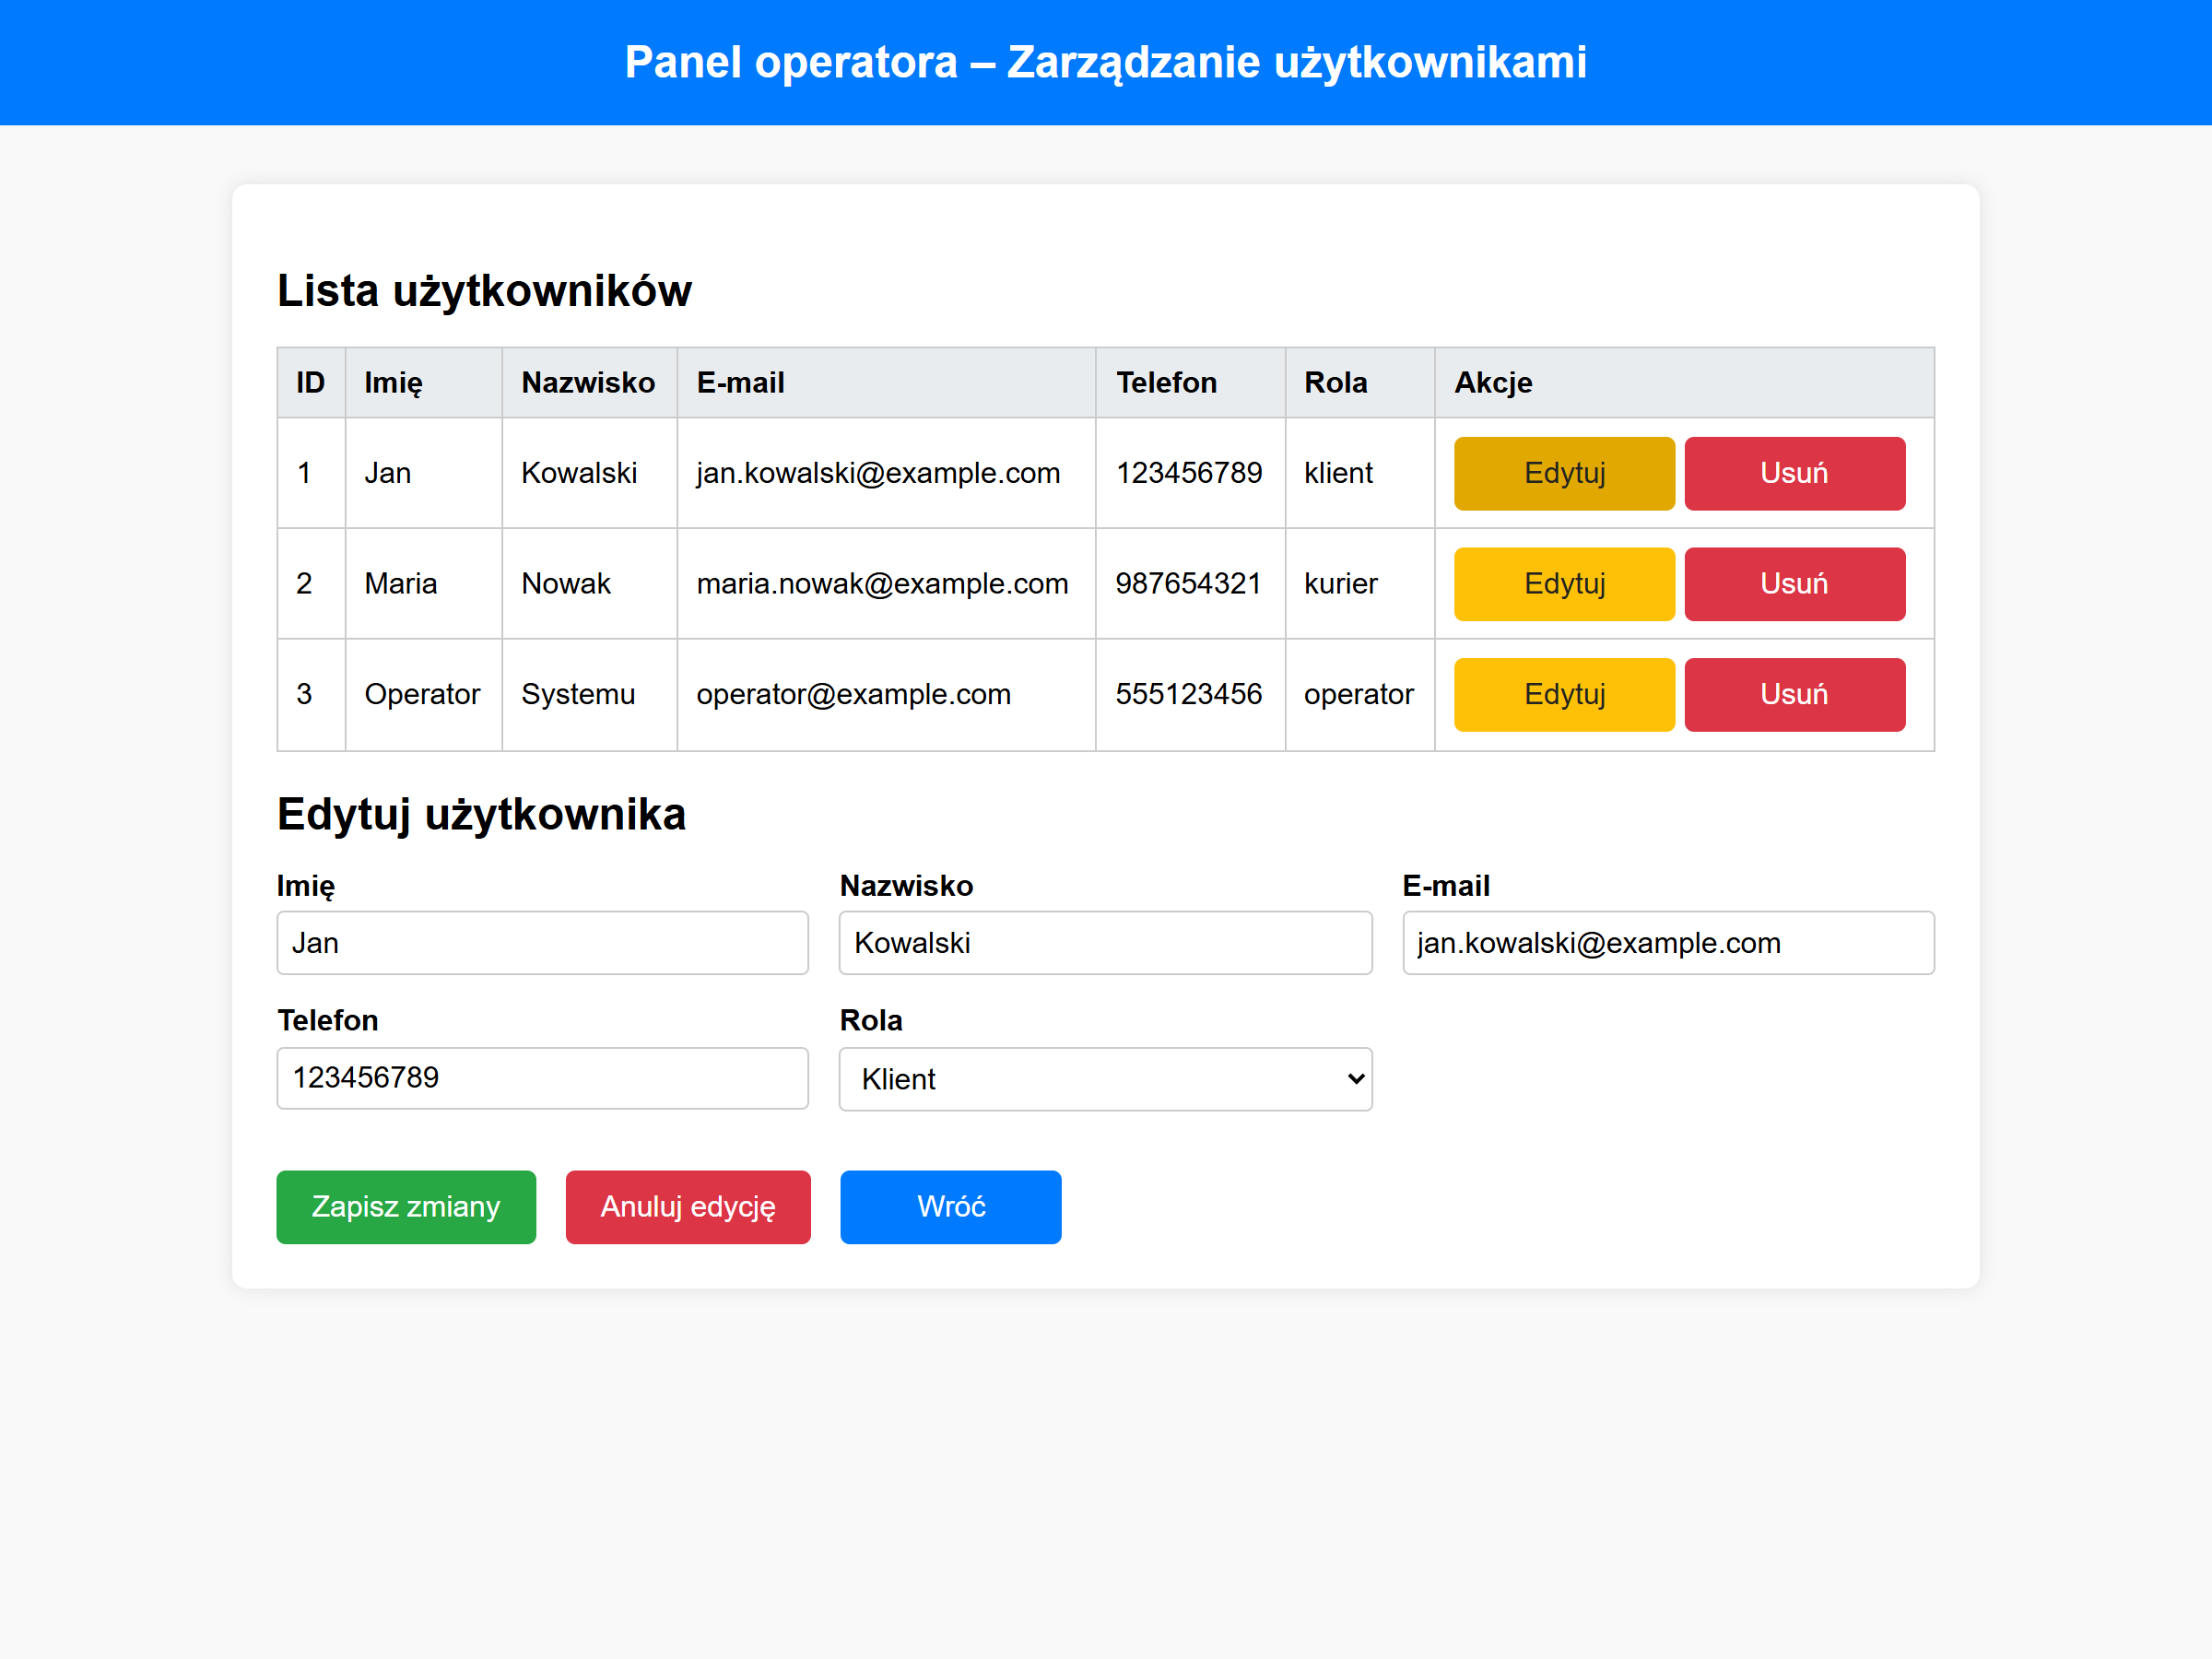 Panel operatora – Zarządzanie użytkownikami
Lista użytkowników
ID Imię Nazwisko E-mail Telefon Rola Akcje
1 Jan Kowalski jan.kowalski@example.com 123456789 klient Edytuj Usuń
2 Maria Nowak maria.nowak@example.com 987654321 kurier Edytuj Usuń
3 Operator Systemu operator@example.com 555123456 operator Edytuj Usuń
Edytuj użytkownika
Imię Nazwisko E-mail
Jan Kowalski jan.kowalski@example.com
Telefon Rola
123456789 Klient
Zapisz zmiany Anuluj edycję Wróć